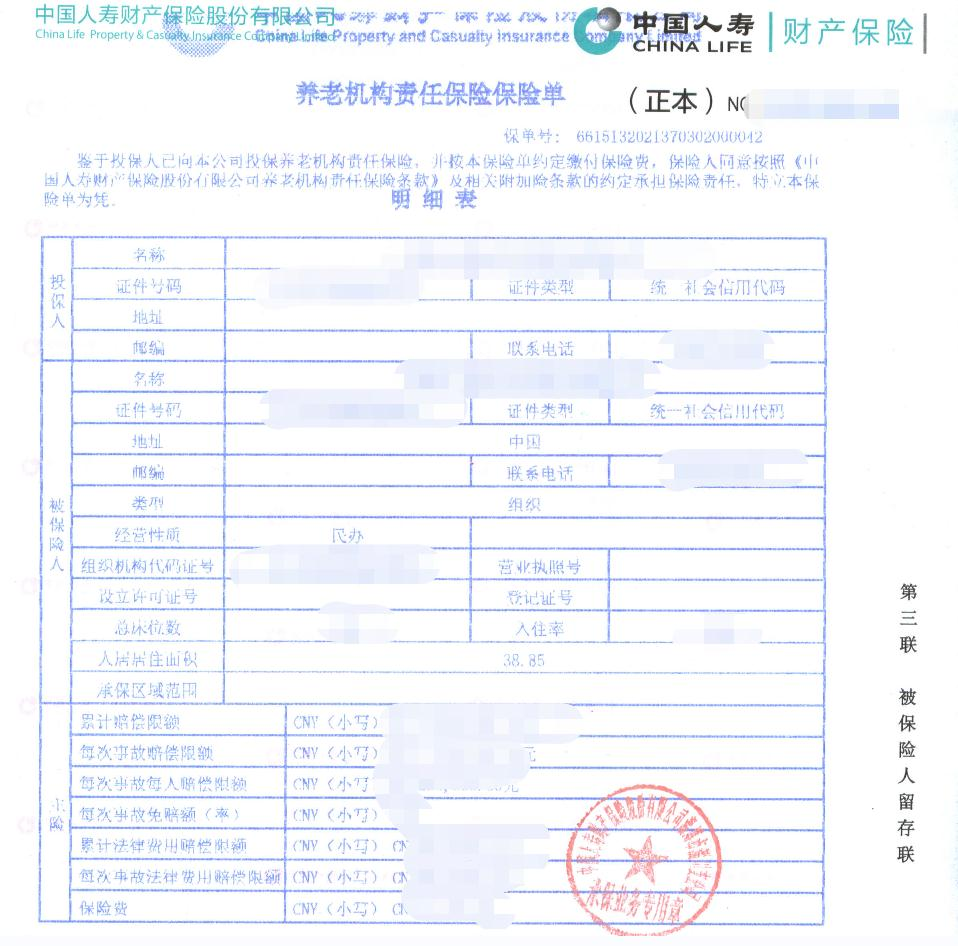 中国人寿财产保险股份有限公司
China Life Property & Casualty Insurance Company Limited
China Life Property and Casualty Insurance Company Limited
中国人寿
CHINA LIFE
财产保险
养老机构责任保险保险单
（正本）
保单号： 6615132021370302000042
鉴于投保人已向本公司投保养老机构责任保险，并按本保险单约定缴付保险费，保险人同意按照《中
国人寿财产保险股份有限公司养老机构责任保险条款》及相关附加险条款的约定承担保险责任，特立本保
险单为凭。
明细表
投保人
名称
证件号码 证件类型 统一社会信用代码
地址
邮编 联系电话
被保险人
名称
证件号码 证件类型 统一社会信用代码
地址 中国
邮编 联系电话
类型 组织
经营性质 民办
组织机构代码证号 营业执照号
设立许可证号 登记证号
总床位数 入住率
人居居住面积 38.85
承保区域范围
主险
累计赔偿限额 CNY（小写）
每次事故赔偿限额 CNY（小写） 元
每次事故每人赔偿限额 CNY（小写） 元
每次事故免赔额（率） CNY（小写）
累计法律费用赔偿限额 CNY（小写）
每次事故法律费用赔偿限额 CNY（小写）
保险费 CNY（小写）
承保业务专用章
第三联 被保险人留存联